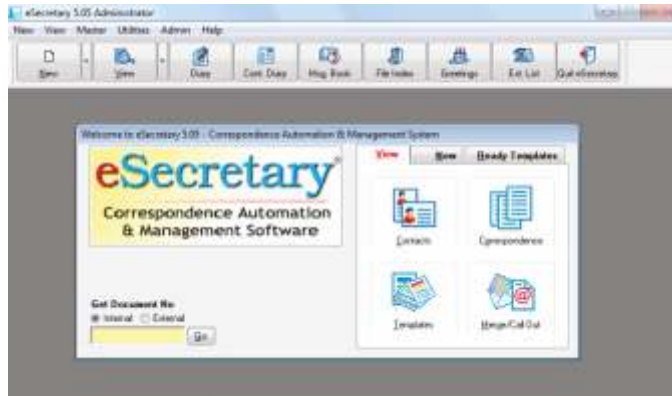 eSecretary 5.05 Administrator
New View Master Utilities Admin Help
New View Diary Cont. Diary Msg. Book File Index Greetings Ext. List Quit eSecretary
Welcome to eSecretary 5.05 - Correspondence Automation & Management System
View New Ready Templates
eSecretary
Correspondence Automation
& Management Software
Contacts Correspondence
Get Document No
Internal External
Go
Templates Merge/Call Out